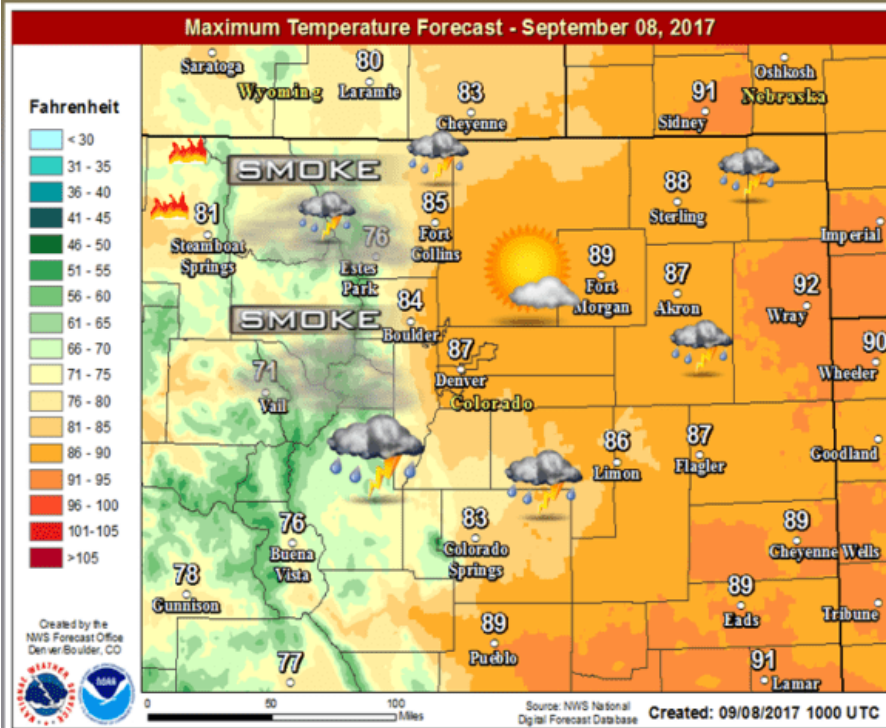 Maximum Temperature Forecast - September 08, 2017
Fahrenheit
< 30
31 - 35
36 - 40
41 - 45
46 - 50
51 - 55
56 - 60
61 - 65
66 - 70
71 - 75
76 - 80
81 - 85
86 - 90
91 - 95
96 - 100
101-105
>105
Saratoga
Wyoming
80
Laramie
83
Cheyenne
91
Sidney
Oshkosh
Nebraska
SMOKE
81
Steamboat
Springs
76
Estes
Park
85
Fort
Collins
88
Sterling
Imperial
89
Fort
Morgan
87
Akron
92
Wray
SMOKE
84
Boulder
87
Denver
Colorado
90
Wheeler
71
Vail
86
Limon
87
Flagler
Goodland
76
Buena
Vista
83
Colorado
Springs
89
Cheyenne Wells
78
Gunnison
89
Pueblo
89
Eads
Tribune
77
91
Lamar
Created by the
NWS Forecast Office
Denver/Boulder, CO
NATIONAL WEATHER SERVICE
noaa
0 50 100
Miles
Source: NWS National
Digital Forecast Database
Created: 09/08/2017 1000 UTC